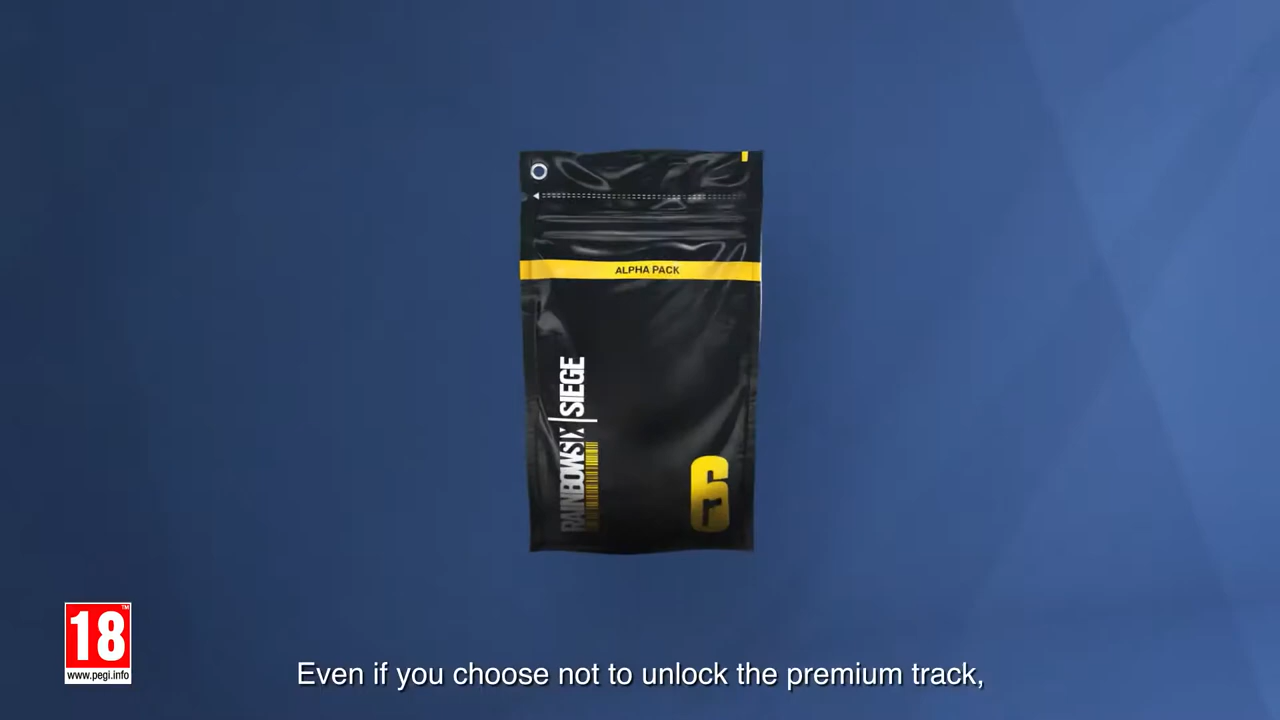 ALPHA PACK
RAINBOWSIX | SIEGE
6
18
TM
www.pegi.info
Even if you choose not to unlock the premium track,